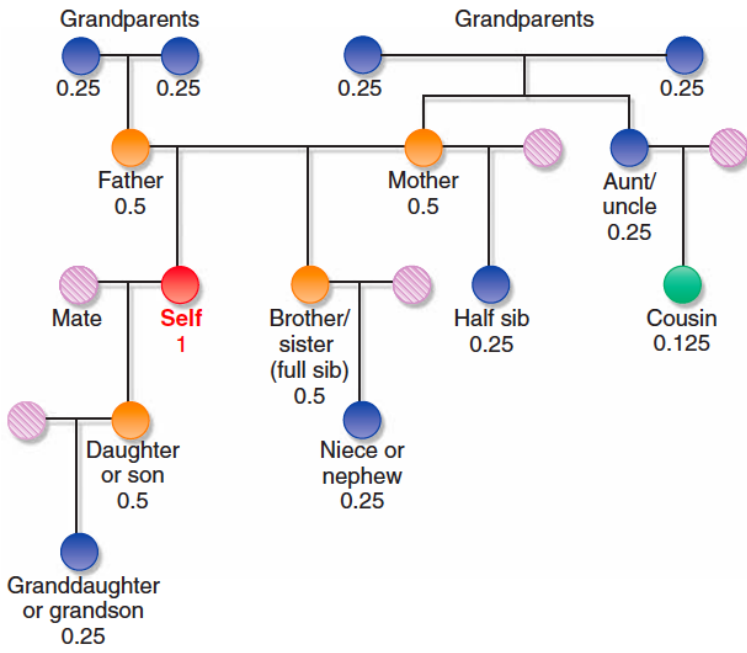 Grandparents
Grandparents
0.25
0.25
0.25
0.25
Father
0.5
Mother
0.5
Aunt/
uncle
0.25
Mate
Self
1
Brother/
sister
(full sib)
0.5
Half sib
0.25
Cousin
0.125
Daughter
or son
0.5
Niece or
nephew
0.25
Granddaughter
or grandson
0.25